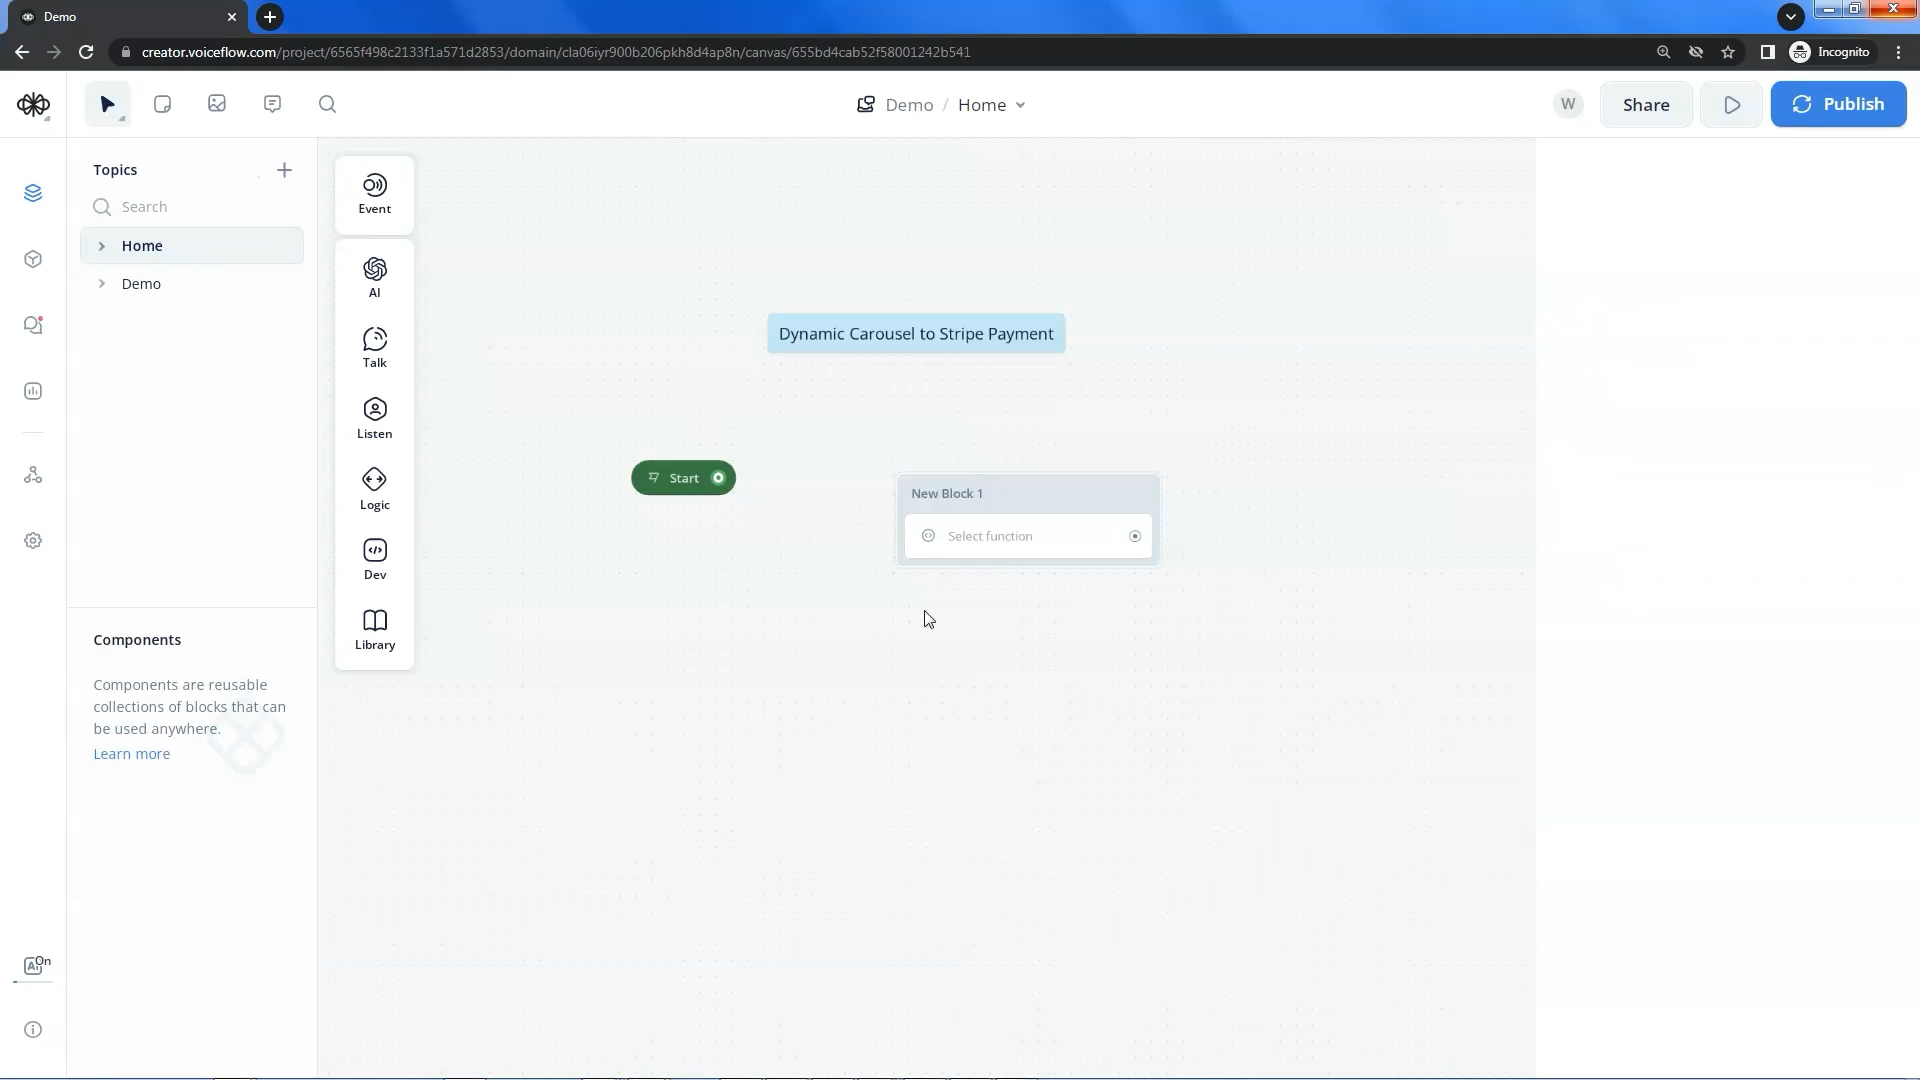 Demo
creator.voiceflow.com/project/6565f498c2133f1a571d2853/domain/cla06iyr900b206pkh8d4ap8n/canvas/655bd4cab52f58001242b541
Incognito
Demo / Home
W
Share
Publish
Topics
Search
Home
Demo
Event
AI
Talk
Listen
Logic
Dev
Library
Dynamic Carousel to Stripe Payment
Start
New Block 1
Select function
Components
Components are reusable
collections of blocks that can
be used anywhere.
Learn more
On